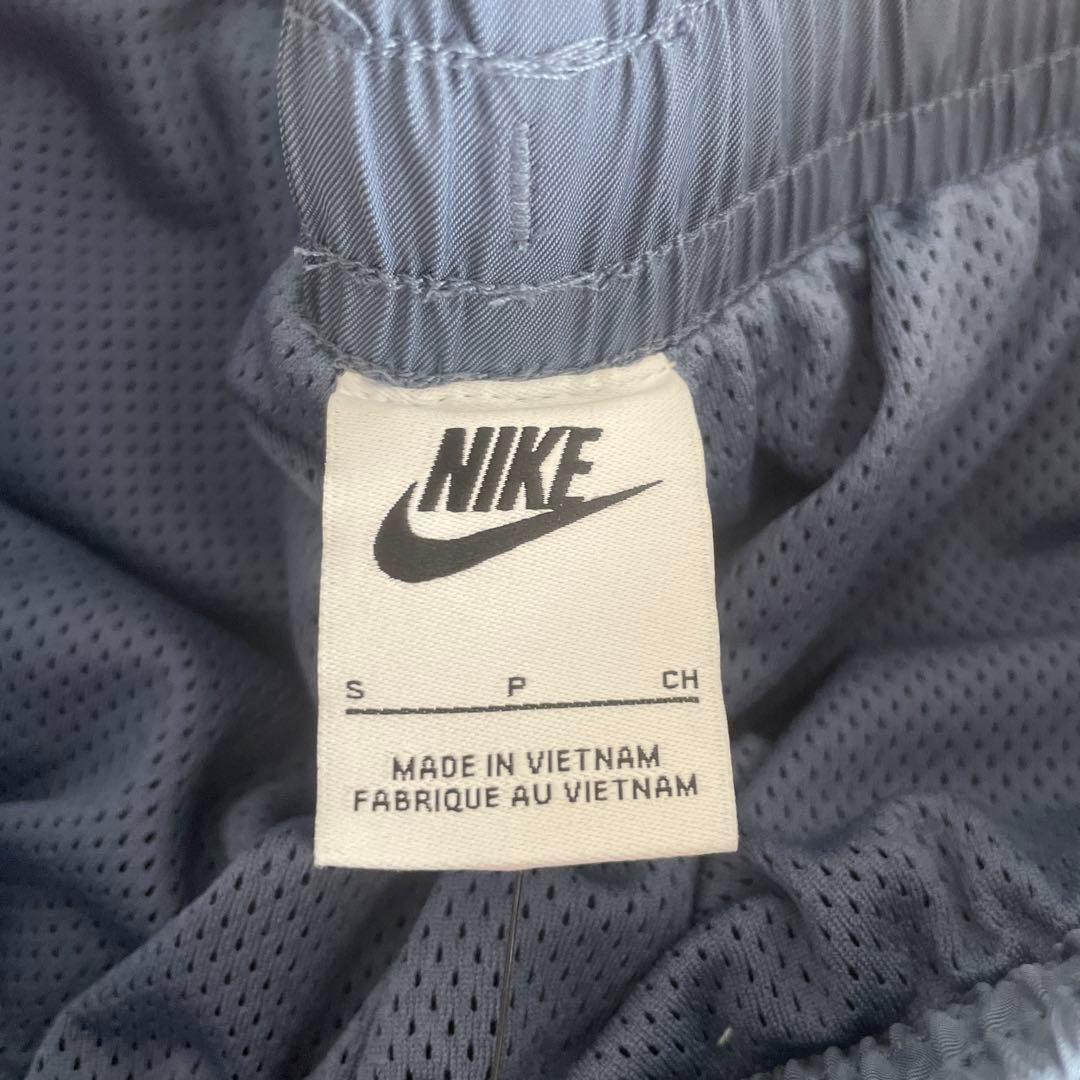 NIKE
S P CH
MADE IN VIETNAM
FABRIQUE AU VIETNAM